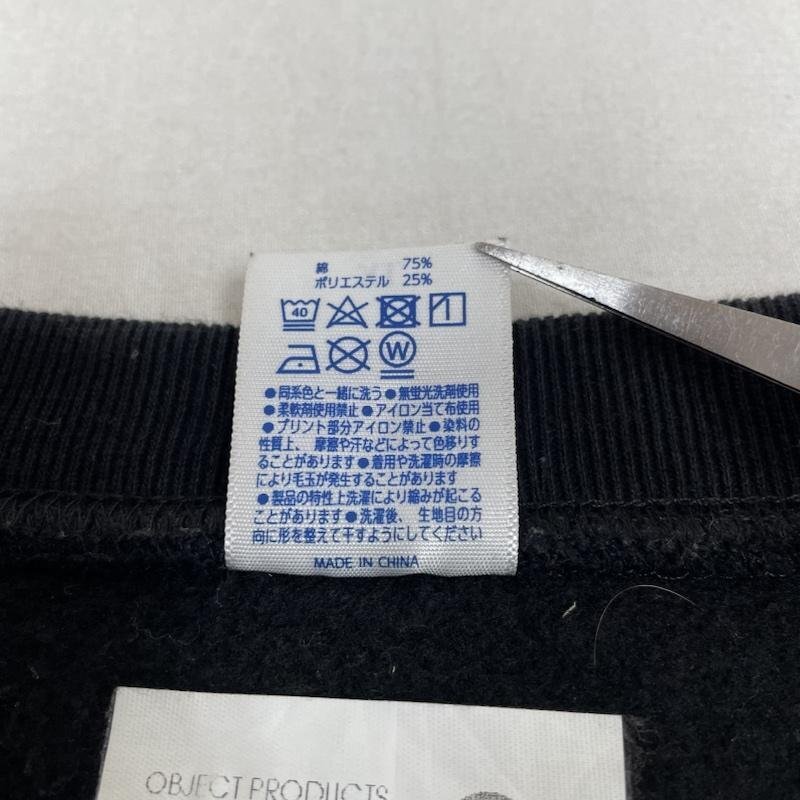 綿 75%
ポリエステル 25%
40
W
●同系色と一緒に洗う●無蛍光洗剤使用
●柔軟剤使用禁止●アイロン当て布使用
●プリント部分アイロン禁止●染料の
性質上、摩擦や汗などによって色移りす
ることがあります●着用や洗濯時の摩擦
により毛玉が発生することがあります
●製品の特性上洗濯により縮みが起こる
ことがあります●洗濯後、生地目の方
向に形を整えて干すようにしてください
MADE IN CHINA
OBJECT PRODUCTS